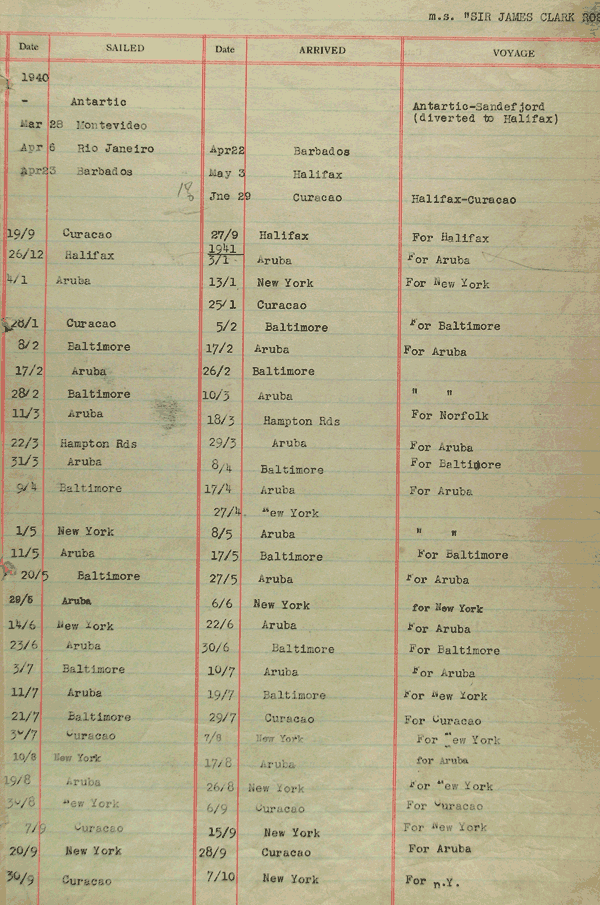 m.s. "SIR JAMES CLARK ROS
Date SAILED Date ARRIVED VOYAGE
1940
- Antartic Antartic-Sandefjord
(diverted to Halifax)
Mar 28 Montevideo
Apr 6 Rio Janeiro Apr22 Barbados
Apr23 Barbados May 3 Halifax
18 Jne 29 Curacao Halifax-Curacao
19/9 Curacao 27/9 Halifax For Halifax
1941
26/12 Halifax 3/1 Aruba For Aruba
4/1 Aruba 13/1 New York For New York
25/1 Curacao
28/1 Curacao 5/2 Baltimore For Baltimore
8/2 Baltimore 17/2 Aruba For Aruba
17/2 Aruba 26/2 Baltimore
28/2 Baltimore 10/3 Aruba " "
11/3 Aruba 18/3 Hampton Rds For Norfolk
22/3 Hampton Rds 29/3 Aruba For Aruba
31/3 Aruba 8/4 Baltimore For Baltimore
9/4 Baltimore 17/4 Aruba For Aruba
27/4. New York
1/5 New York 8/5 Aruba " "
11/5 Aruba 17/5 Baltimore For Baltimore
20/5 Baltimore 27/5 Aruba For Aruba
29/5 Aruba 6/6 New York for New York
14/6 New York 22/6 Aruba For Aruba
23/6 Aruba 30/6 Baltimore For Baltimore
3/7 Baltimore 10/7 Aruba For Aruba
11/7 Aruba 19/7 Baltimore For New York
21/7 Baltimore 29/7 Curacao For Curacao
30/7 Curacao 7/8 New York For New York
10/8 New York 17/8 Aruba for Aruba
19/8 Aruba 26/8 New York For New York
30/8 New York 6/9 Curacao For Curacao
7/9 Curacao 15/9 New York For New York
20/9 New York 28/9 Curacao For Aruba
30/9 Curacao 7/10 New York For n.Y.